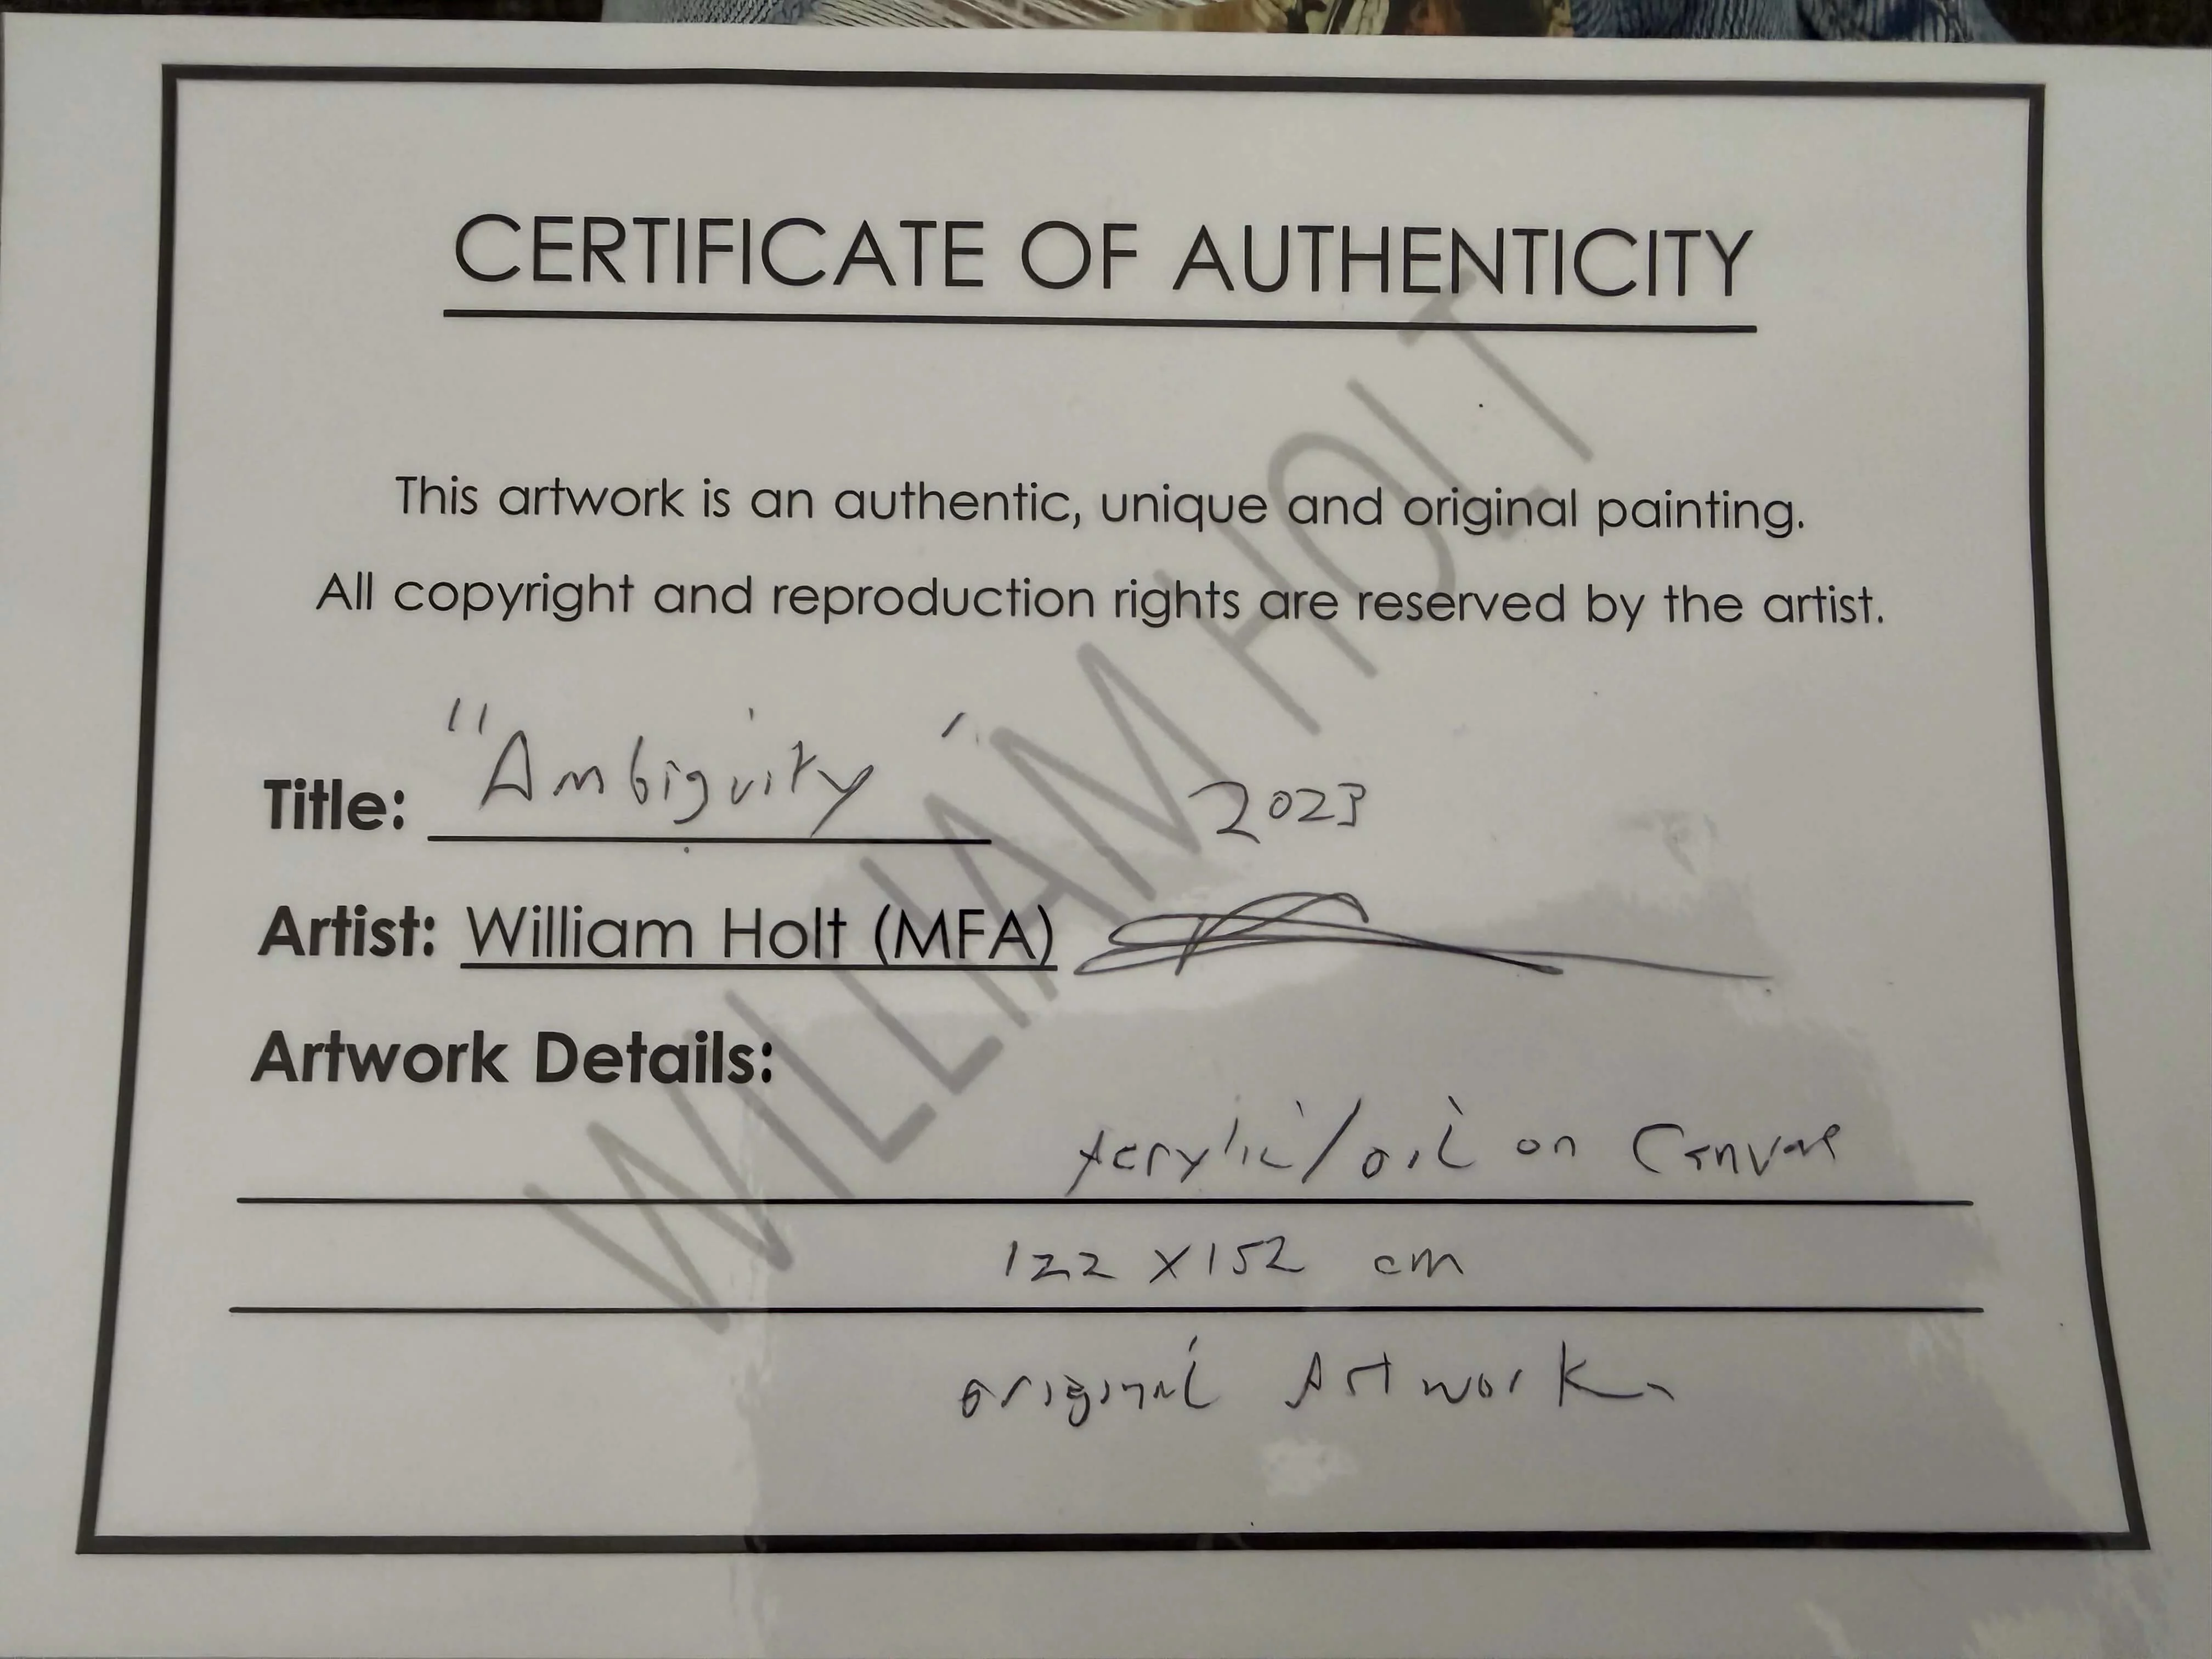 CERTIFICATE OF AUTHENTICITY
This artwork is an authentic, unique and original painting.
All copyright and reproduction rights are reserved by the artist.
Title: "Ambiguity" 2023
Artist: William Holt (MFA)
Artwork Details:
Acrylic/oil on Canvas
122 X 152 cm
original Artwork
WILLIAM HOLT